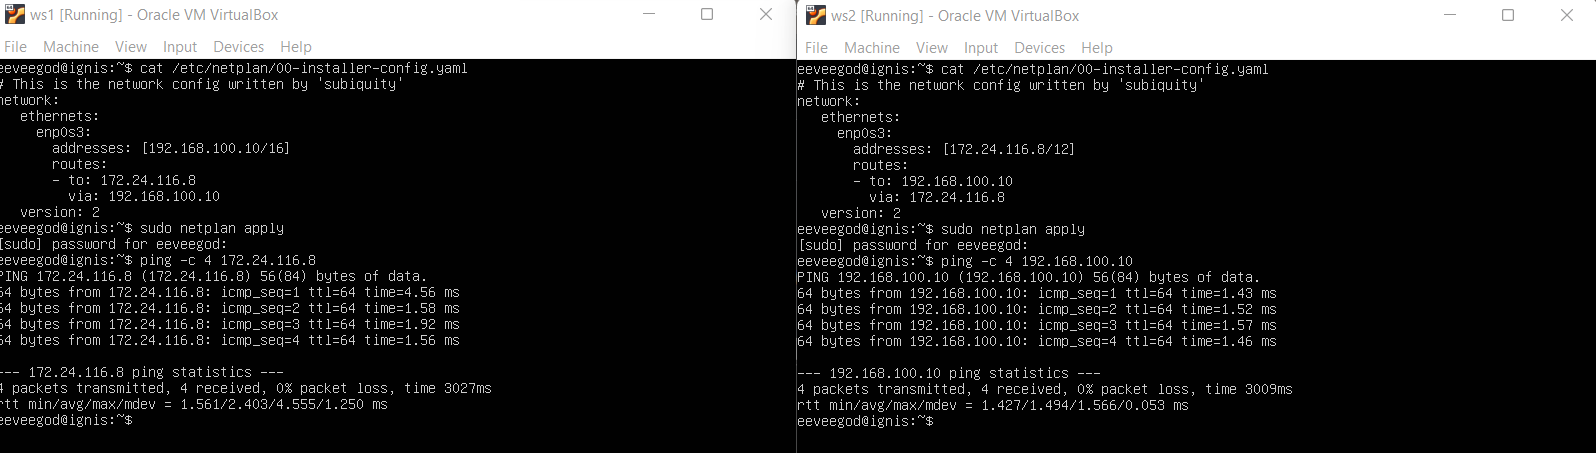 ws1 [Running] - Oracle VM VirtualBox
File Machine View Input Devices Help
eeveegod@ignis:~$ cat /etc/netplan/00-installer-config.yaml
# This is the network config written by 'subiquity'
network:
  ethernets:
    enp0s3:
      addresses: [192.168.100.10/16]
      routes:
      - to: 172.24.116.8
        via: 192.168.100.10
  version: 2
eeveegod@ignis:~$ sudo netplan apply
[sudo] password for eeveegod:
eeveegod@ignis:~$ ping -c 4 172.24.116.8
PING 172.24.116.8 (172.24.116.8) 56(84) bytes of data.
64 bytes from 172.24.116.8: icmp_seq=1 ttl=64 time=4.56 ms
64 bytes from 172.24.116.8: icmp_seq=2 ttl=64 time=1.58 ms
64 bytes from 172.24.116.8: icmp_seq=3 ttl=64 time=1.92 ms
64 bytes from 172.24.116.8: icmp_seq=4 ttl=64 time=1.56 ms
--- 172.24.116.8 ping statistics ---
4 packets transmitted, 4 received, 0% packet loss, time 3027ms
rtt min/avg/max/mdev = 1.561/2.403/4.555/1.250 ms
eeveegod@ignis:~$
ws2 [Running] - Oracle VM VirtualBox
File Machine View Input Devices Help
eeveegod@ignis:~$ cat /etc/netplan/00-installer-config.yaml
# This is the network config written by 'subiquity'
network:
  ethernets:
    enp0s3:
      addresses: [172.24.116.8/12]
      routes:
      - to: 192.168.100.10
        via: 172.24.116.8
  version: 2
eeveegod@ignis:~$ sudo netplan apply
[sudo] password for eeveegod:
eeveegod@ignis:~$ ping -c 4 192.168.100.10
PING 192.168.100.10 (192.168.100.10) 56(84) bytes of data.
64 bytes from 192.168.100.10: icmp_seq=1 ttl=64 time=1.43 ms
64 bytes from 192.168.100.10: icmp_seq=2 ttl=64 time=1.52 ms
64 bytes from 192.168.100.10: icmp_seq=3 ttl=64 time=1.57 ms
64 bytes from 192.168.100.10: icmp_seq=4 ttl=64 time=1.46 ms
--- 192.168.100.10 ping statistics ---
4 packets transmitted, 4 received, 0% packet loss, time 3009ms
rtt min/avg/max/mdev = 1.427/1.494/1.566/0.053 ms
eeveegod@ignis:~$